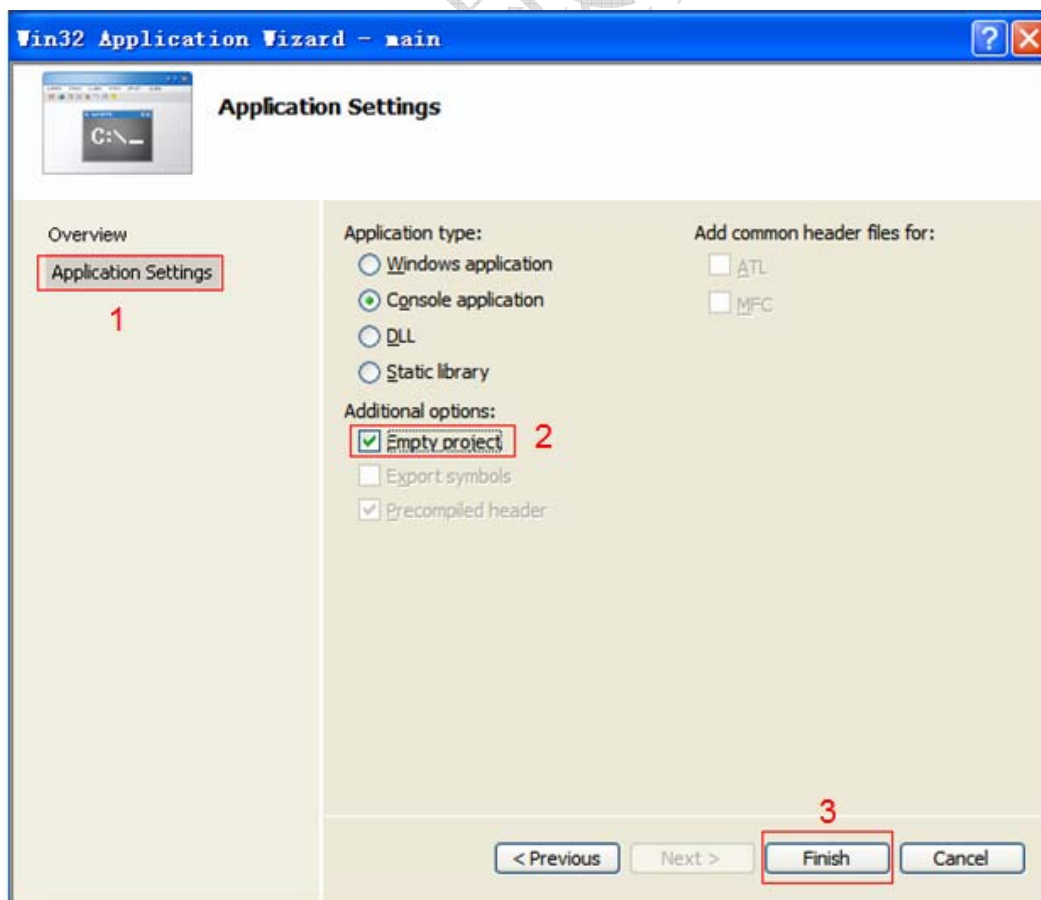 Win32 Application Wizard - main
C:\_
Application Settings
Overview
Application Settings
1
Application type:
Windows application
Console application
DLL
Static library
Additional options:
Empty project
2
Export symbols
Precompiled header
Add common header files for:
ATL
MFC
3
< Previous
Next >
Finish
Cancel